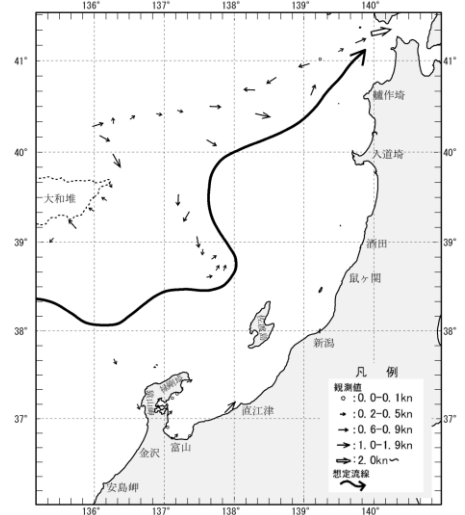 136° 137° 138° 139° 140°
41°
41°
艫作埼
40°
入道埼
40°
大和堆
酒田
39°
39°
鼠ヶ関
38°
38°
新潟
凡 例
観測値
:0.0-0.1kn
:0.2-0.5kn
:0.6-0.9kn
:1.0-1.9kn
:2.0kn〜
想定流線
禄剛埼
37°
直江津
富山
金沢
安島岬
136° 137° 138° 139° 140°